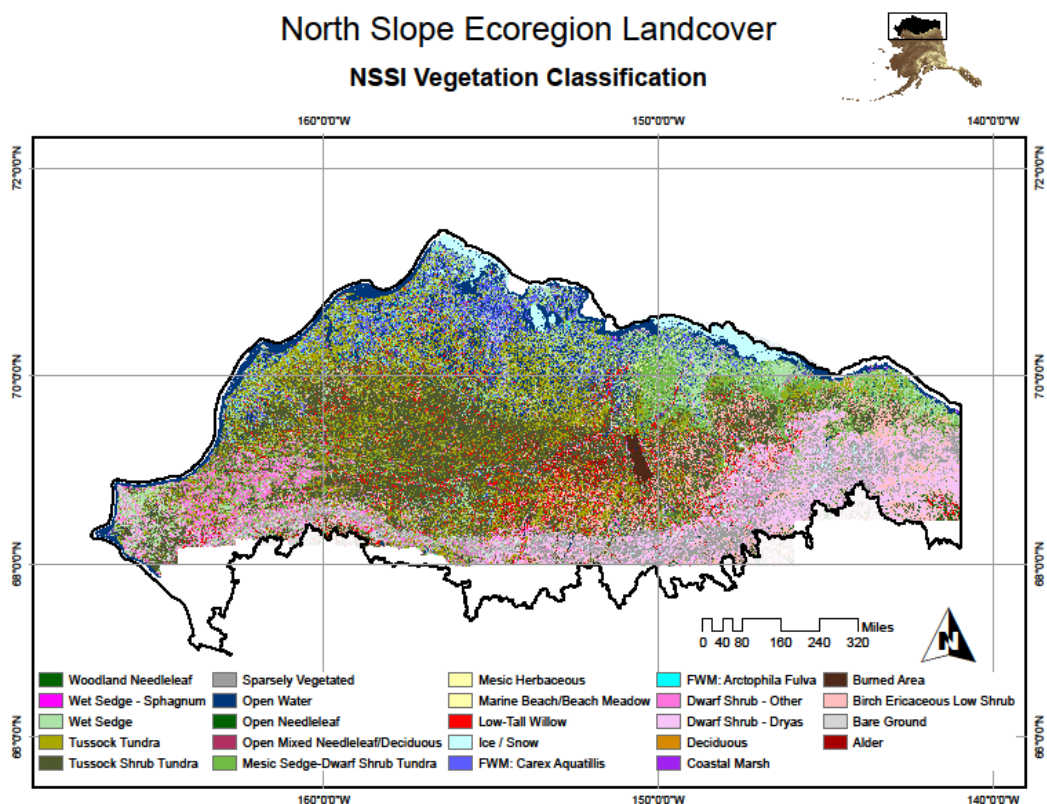 North Slope Ecoregion Landcover
NSSI Vegetation Classification
160°0'0"W 150°0'0"W 140°0'0"W
72°0'0"N 72°0'0"N
70°0'0"N 70°0'0"N
68°0'0"N 68°0'0"N
66°0'0"N 66°0'0"N
Miles
0 40 80 160 240 320
N
Woodland Needleleaf Sparsely Vegetated Mesic Herbaceous FWM: Arctophila Fulva Burned Area
Wet Sedge - Sphagnum Open Water Marine Beach/Beach Meadow Dwarf Shrub - Other Birch Ericaceous Low Shrub
Wet Sedge Open Needleleaf Low-Tall Willow Dwarf Shrub - Dryas Bare Ground
Tussock Tundra Open Mixed Needleleaf/Deciduous Ice / Snow Deciduous Alder
Tussock Shrub Tundra Mesic Sedge-Dwarf Shrub Tundra FWM: Carex Aquatillis Coastal Marsh
160°0'0"W 150°0'0"W 140°0'0"W